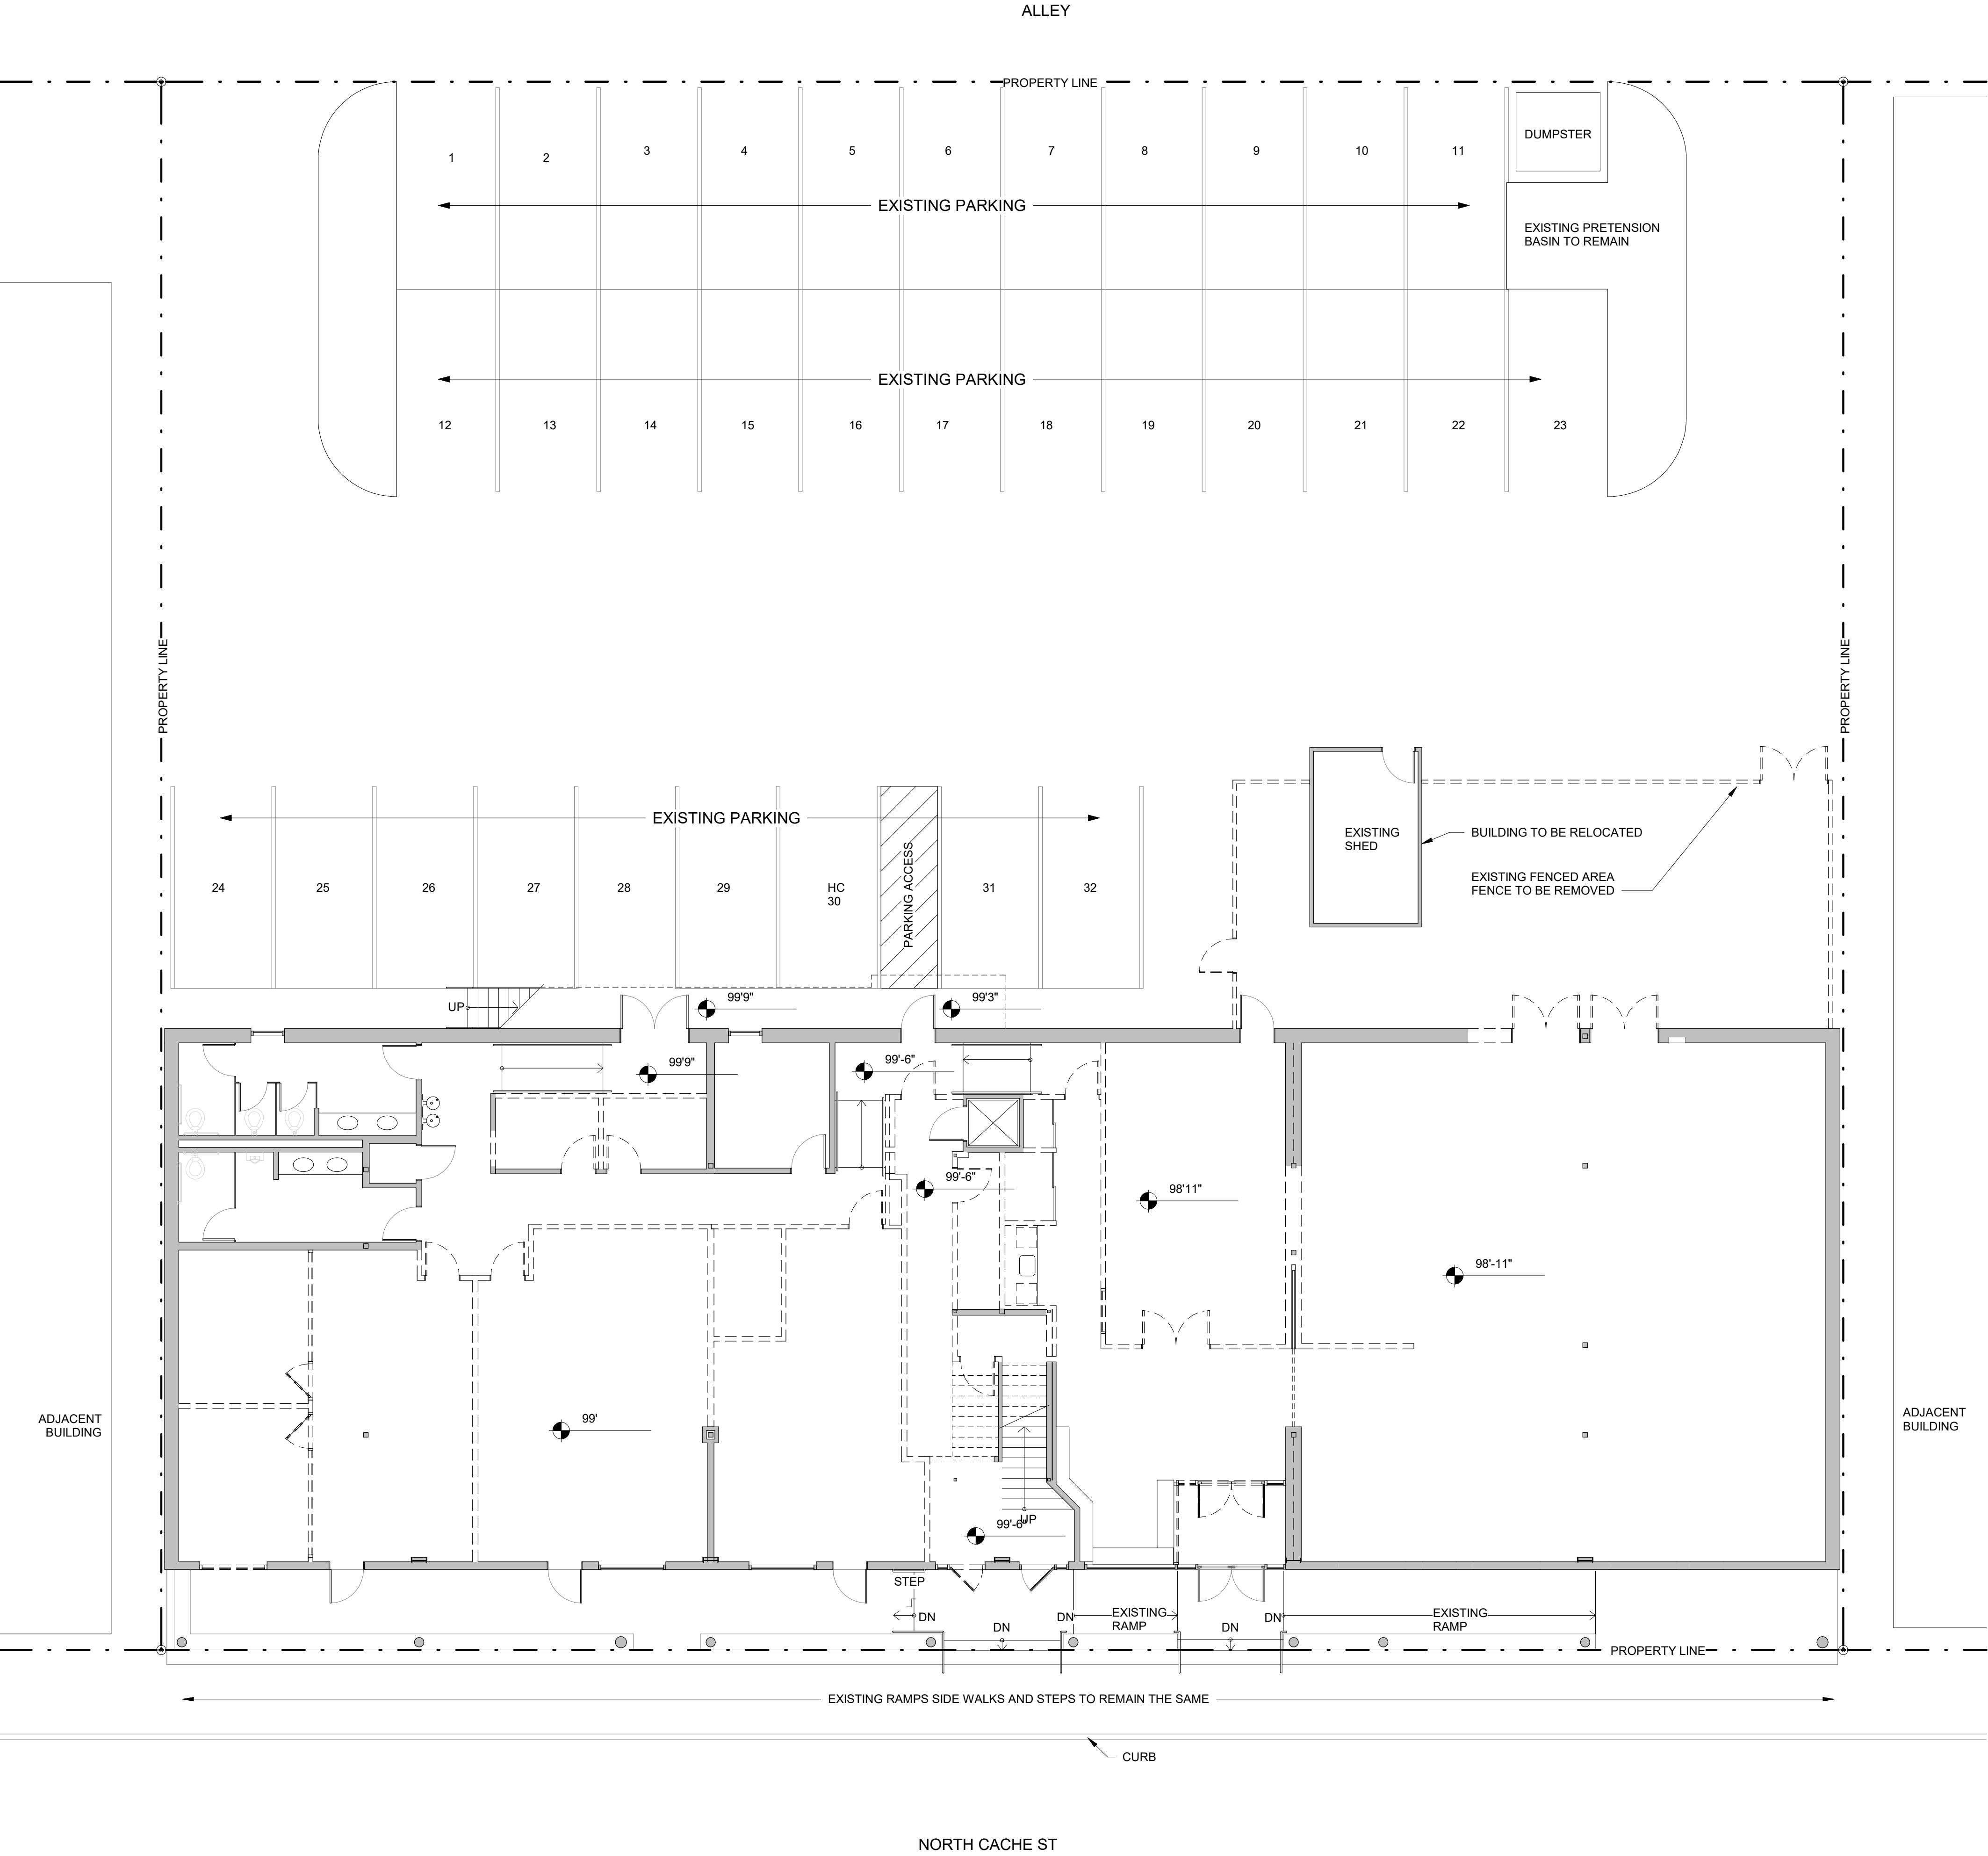 ALLEY
PROPERTY LINE
DUMPSTER
1
2
3
4
5
6
7
8
9
10
11
EXISTING PARKING
EXISTING PRETENSION
BASIN TO REMAIN
EXISTING PARKING
12
13
14
15
16
17
18
19
20
21
22
23
PROPERTY LINE
PROPERTY LINE
EXISTING PARKING
24
25
26
27
28
29
HC
30
PARKING ACCESS
31
32
EXISTING
SHED
BUILDING TO BE RELOCATED
EXISTING FENCED AREA
FENCE TO BE REMOVED
UP
99'9"
99'3"
99'9"
99'-6"
99'-6"
98'11"
98'-11"
99'
99'-6"
UP
ADJACENT
BUILDING
ADJACENT
BUILDING
STEP
DN
DN
DN
EXISTING
RAMP
DN
DN
EXISTING
RAMP
PROPERTY LINE
EXISTING RAMPS SIDE WALKS AND STEPS TO REMAIN THE SAME
CURB
NORTH CACHE ST